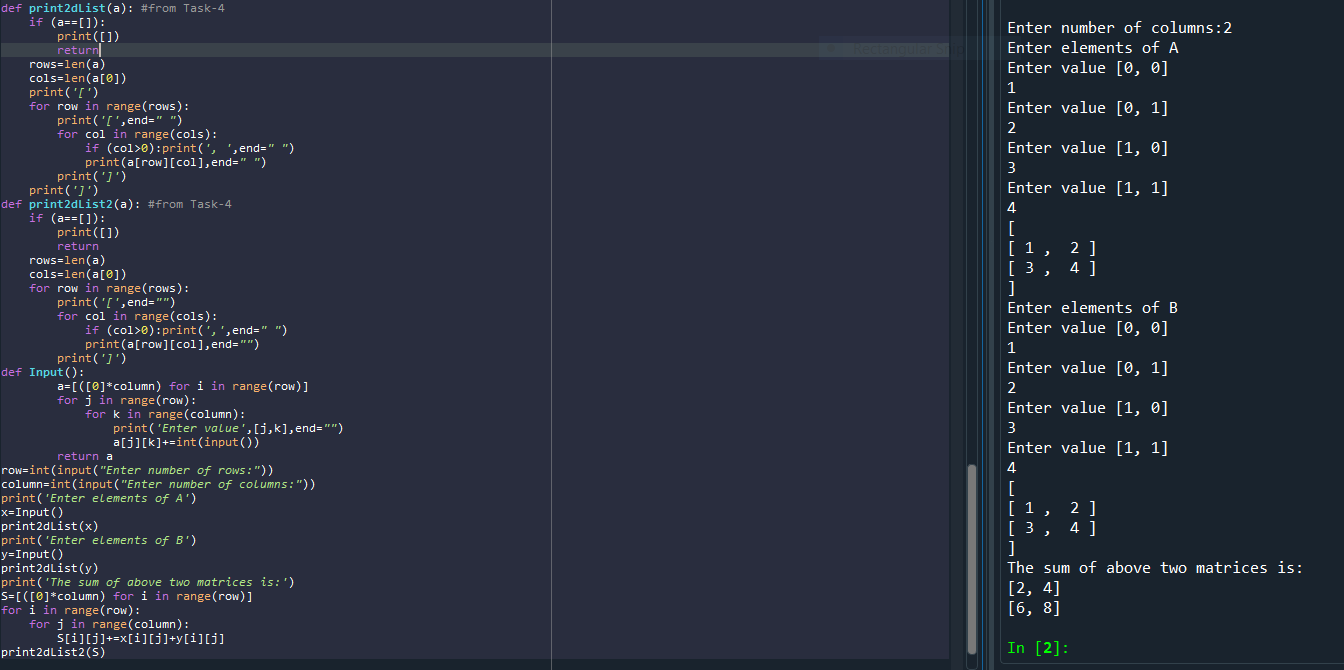 def print2dList(a): #from Task-4
    if (a==[]):
        print([])
        return
    rows=len(a)
    cols=len(a[0])
    print('[')
    for row in range(rows):
        print('[',end=" ")
        for col in range(cols):
            if (col>0):print(', ',end=" ")
            print(a[row][col],end=" ")
        print(']')
    print(']')
def print2dList2(a): #from Task-4
    if (a==[]):
        print([])
        return
    rows=len(a)
    cols=len(a[0])
    for row in range(rows):
        print('[',end="")
        for col in range(cols):
            if (col>0):print(',',end=" ")
            print(a[row][col],end="")
        print(']')
def Input():
        a=[([0]*column) for i in range(row)]
        for j in range(row):
            for k in range(column):
                print('Enter value',[j,k],end="")
                a[j][k]+=int(input())
        return a
row=int(input("Enter number of rows:"))
column=int(input("Enter number of columns:"))
print('Enter elements of A')
x=Input()
print2dList(x)
print('Enter elements of B')
y=Input()
print2dList(y)
print('The sum of above two matrices is:')
S=[([0]*column) for i in range(row)]
for i in range(row):
    for j in range(column):
        S[i][j]+=x[i][j]+y[i][j]
print2dList2(S)
Enter number of columns:2
Enter elements of A
Enter value [0, 0]
1
Enter value [0, 1]
2
Enter value [1, 0]
3
Enter value [1, 1]
4
[
[ 1 ,  2 ]
[ 3 ,  4 ]
]
Enter elements of B
Enter value [0, 0]
1
Enter value [0, 1]
2
Enter value [1, 0]
3
Enter value [1, 1]
4
[
[ 1 ,  2 ]
[ 3 ,  4 ]
]
The sum of above two matrices is:
[2, 4]
[6, 8]
In [2]: